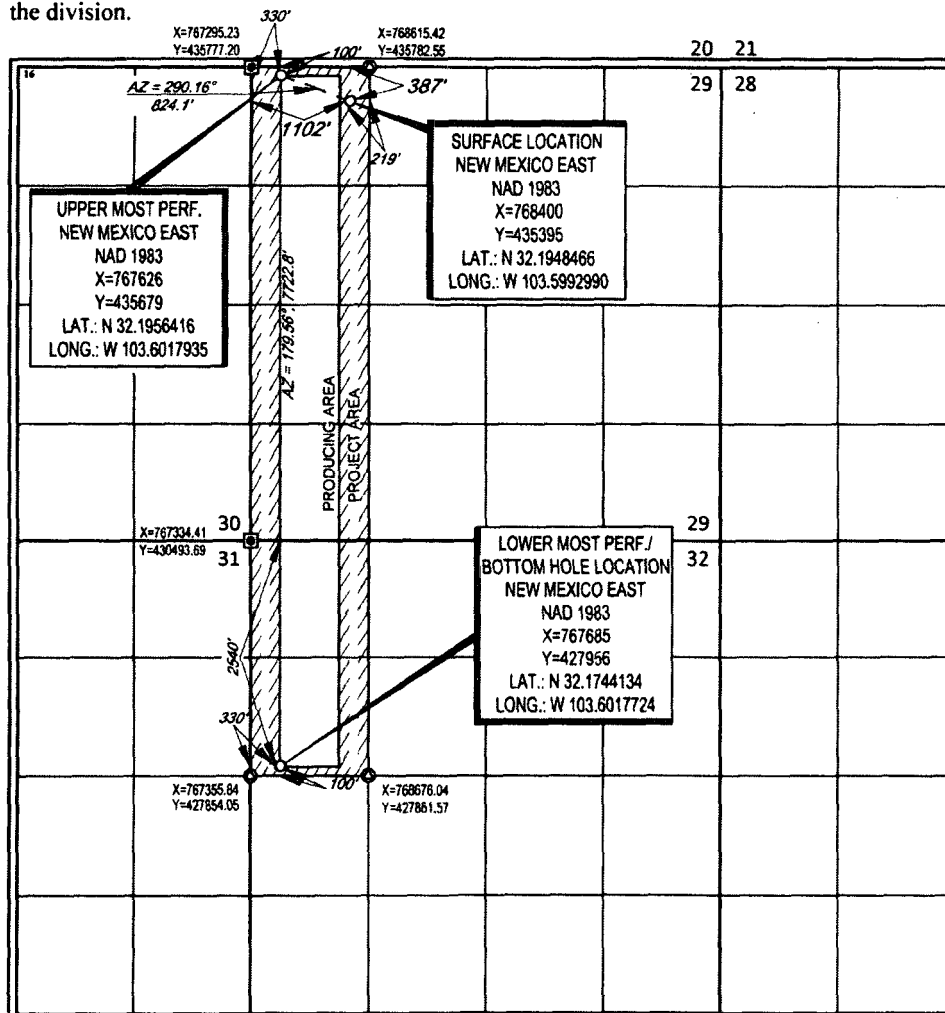 the division.
X=767295.23
Y=435777.20
330'
100'
X=768615.42
Y=435782.55
20 21
29 28
16
AZ = 290.16°
824.1'
387'
1102'
219'
SURFACE LOCATION
NEW MEXICO EAST
NAD 1983
X=768400
Y=435395
LAT.: N 32.1948466
LONG.: W 103.5992990
UPPER MOST PERF.
NEW MEXICO EAST
NAD 1983
X=767626
Y=435679
LAT.: N 32.1956416
LONG.: W 103.6017935
AZ = 179.56°, 7722.8'
PRODUCING AREA
PROJECT AREA
X=767334.41
Y=430493.69
30
31
29
32
LOWER MOST PERF./
BOTTOM HOLE LOCATION
NEW MEXICO EAST
NAD 1983
X=767685
Y=427956
LAT.: N 32.1744134
LONG.: W 103.6017724
2540'
330'
100'
X=767355.84
Y=427854.05
X=768676.04
Y=427861.57